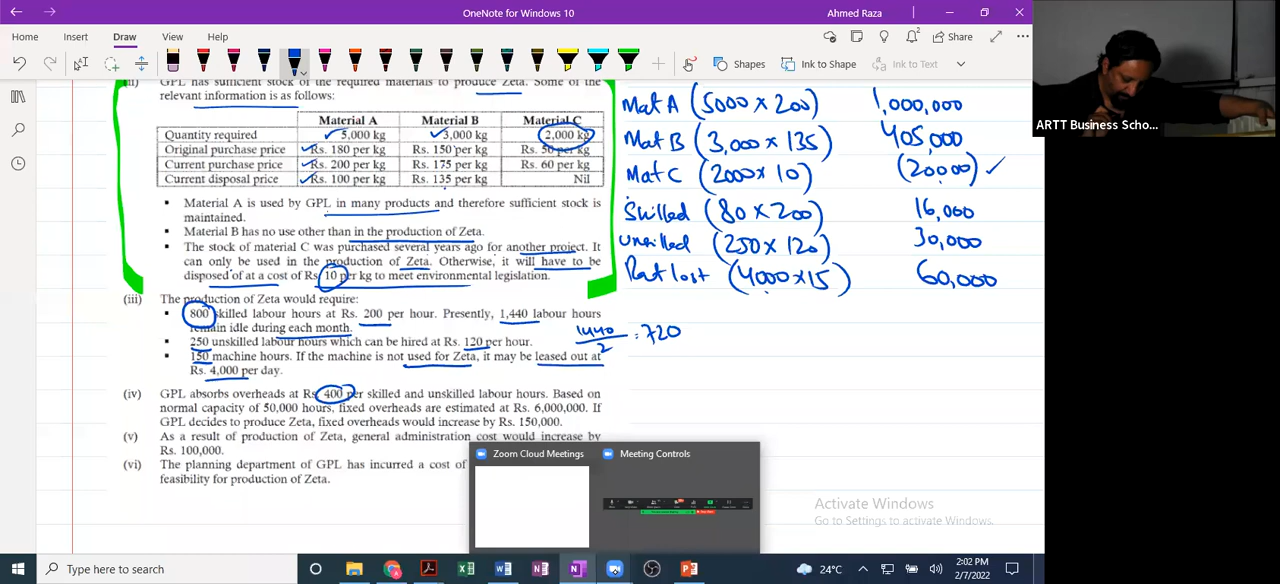 OneNote for Windows 10
Ahmed Raza
Home Insert Draw View Help
Share
Shapes
Ink to Shape
Ink to Text
(ii) GPL has sufficient stock of the required materials to produce Zeta. Some of the
relevant information is as follows:
Material A Material B Material C
Quantity required 5,000 kg 3,000 kg 2,000 kg
Original purchase price Rs. 180 per kg Rs. 150 per kg Rs. 50 per kg
Current purchase price Rs. 200 per kg Rs. 175 per kg Rs. 60 per kg
Current disposal price Rs. 100 per kg Rs. 135 per kg Nil
▪ Material A is used by GPL in many products and therefore sufficient stock is
maintained.
▪ Material B has no use other than in the production of Zeta.
▪ The stock of material C was purchased several years ago for another project. It
can only be used in the production of Zeta. Otherwise, it will have to be
disposed of at a cost of Rs. 10 per kg to meet environmental legislation.
(iii) The production of Zeta would require:
▪ 800 skilled labour hours at Rs. 200 per hour. Presently, 1,440 labour hours
remain idle during each month.
▪ 250 unskilled labour hours which can be hired at Rs. 120 per hour.
▪ 150 machine hours. If the machine is not used for Zeta, it may be leased out at
Rs. 4,000 per day.
(iv) GPL absorbs overheads at Rs. 400 per skilled and unskilled labour hours. Based on
normal capacity of 50,000 hours, fixed overheads are estimated at Rs. 6,000,000. If
GPL decides to produce Zeta, fixed overheads would increase by Rs. 150,000.
(v) As a result of production of Zeta, general administration cost would increase by
Rs. 100,000.
(vi) The planning department of GPL has incurred a cost of
feasibility for production of Zeta.
Mat A (5000 x 200) 1,000,000
Mat B (3,000 x 135) 405,000
Mat C (2000 x 10) (20,000) ✓
Skilled (80 x 200) 16,000
unskilled (250 x 120) 30,000
Rent lost (4000 x 15) 60,000
1440
2
= 720
ARTT Business Scho...
Zoom Cloud Meetings
Meeting Controls
Activate Windows
Go to Settings to activate Windows.
Type here to search
24°C
2:02 PM
2/7/2022